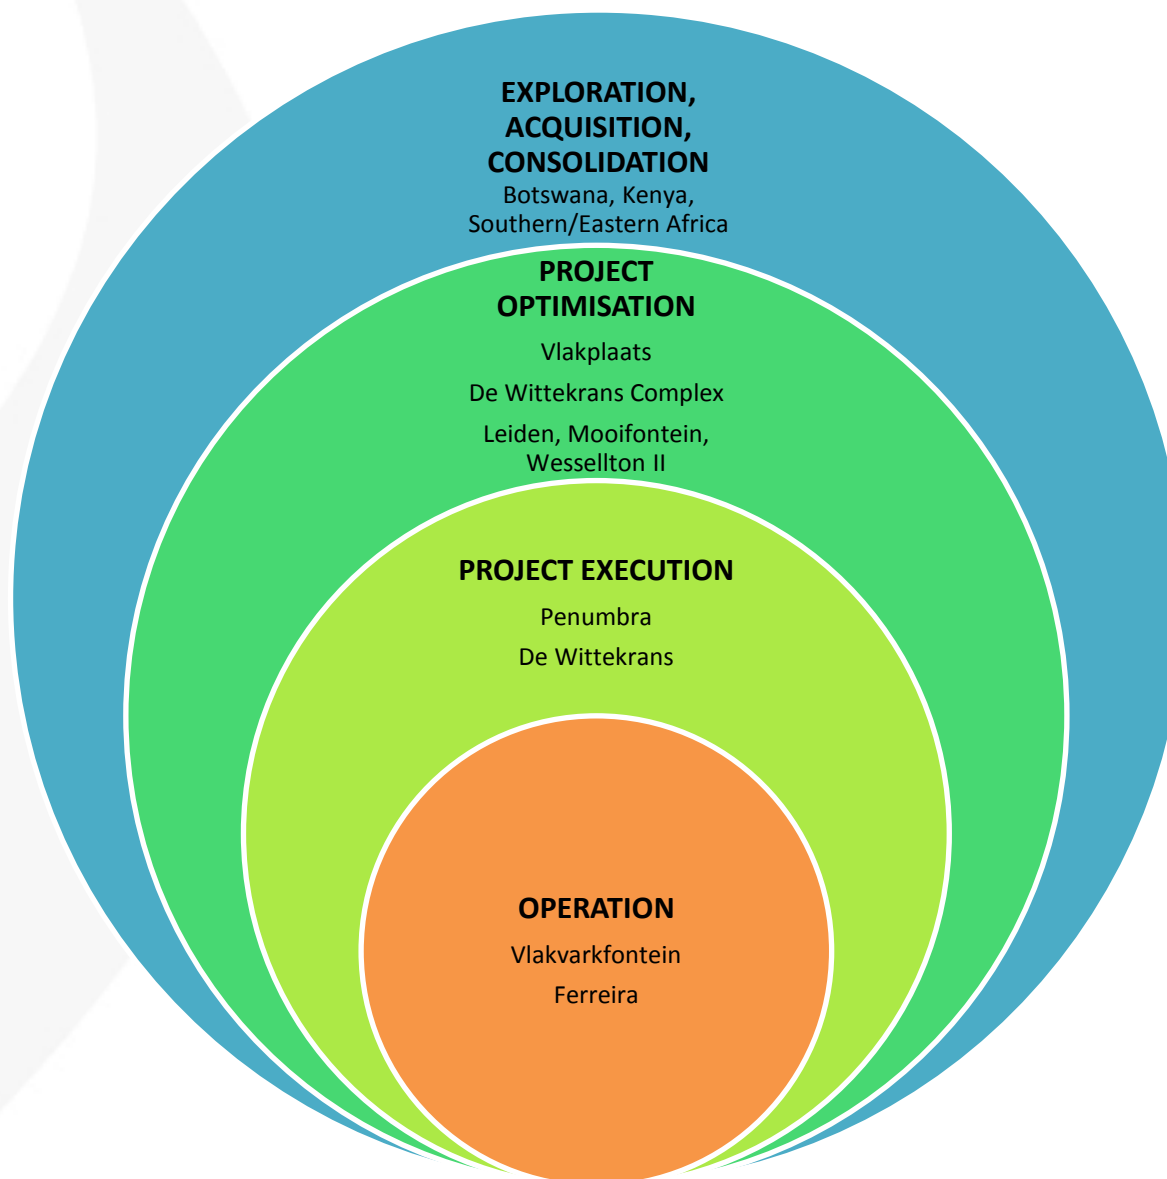 EXPLORATION,
ACQUISITION,
CONSOLIDATION
Botswana, Kenya,
Southern/Eastern Africa
PROJECT
OPTIMISATION
Vlakplaats
De Wittekrans Complex
Leiden, Mooifontein,
Wessellton II
PROJECT EXECUTION
Penumbra
De Wittekrans
OPERATION
Vlakvarkfontein
Ferreira